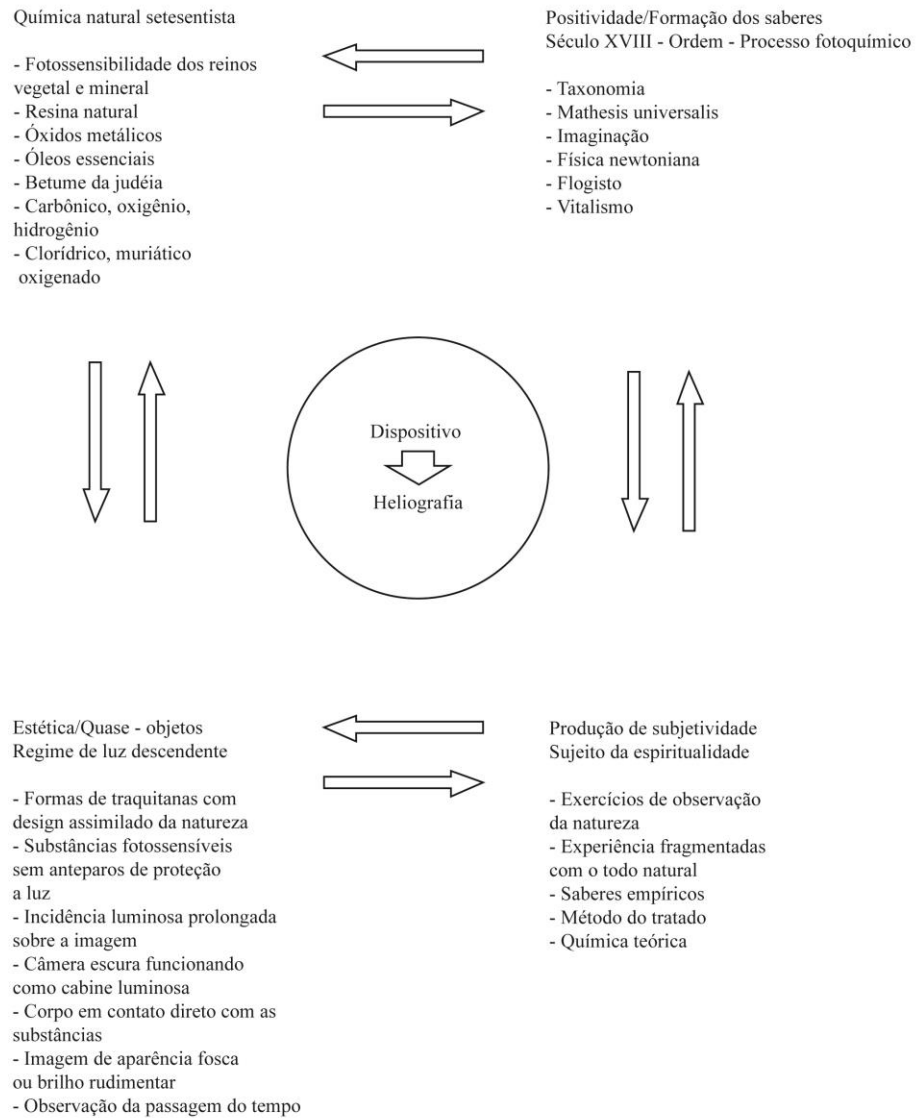 Química natural setesentista
- Fotossensibilidade dos reinos
vegetal e mineral
- Resina natural
- Óxidos metálicos
- Óleos essenciais
- Betume da judéia
- Carbônico, oxigênio,
hidrogênio
- Clorídrico, muriático
oxigenado
Positividade/Formação dos saberes
Século XVIII - Ordem - Processo fotoquímico
- Taxonomia
- Mathesis universalis
- Imaginação
- Física newtoniana
- Flogisto
- Vitalismo
Dispositivo
Heliografia
Estética/Quase - objetos
Regime de luz descendente
- Formas de traquitanas com
design assimilado da natureza
- Substâncias fotossensíveis
sem anteparos de proteção
a luz
- Incidência luminosa prolongada
sobre a imagem
- Câmera escura funcionando
como cabine luminosa
- Corpo em contato direto com as
substâncias
- Imagem de aparência fosca
ou brilho rudimentar
- Observação da passagem do tempo
Produção de subjetividade
Sujeito da espiritualidade
- Exercícios de observação
da natureza
- Experiência fragmentadas
com o todo natural
- Saberes empíricos
- Método do tratado
- Química teórica